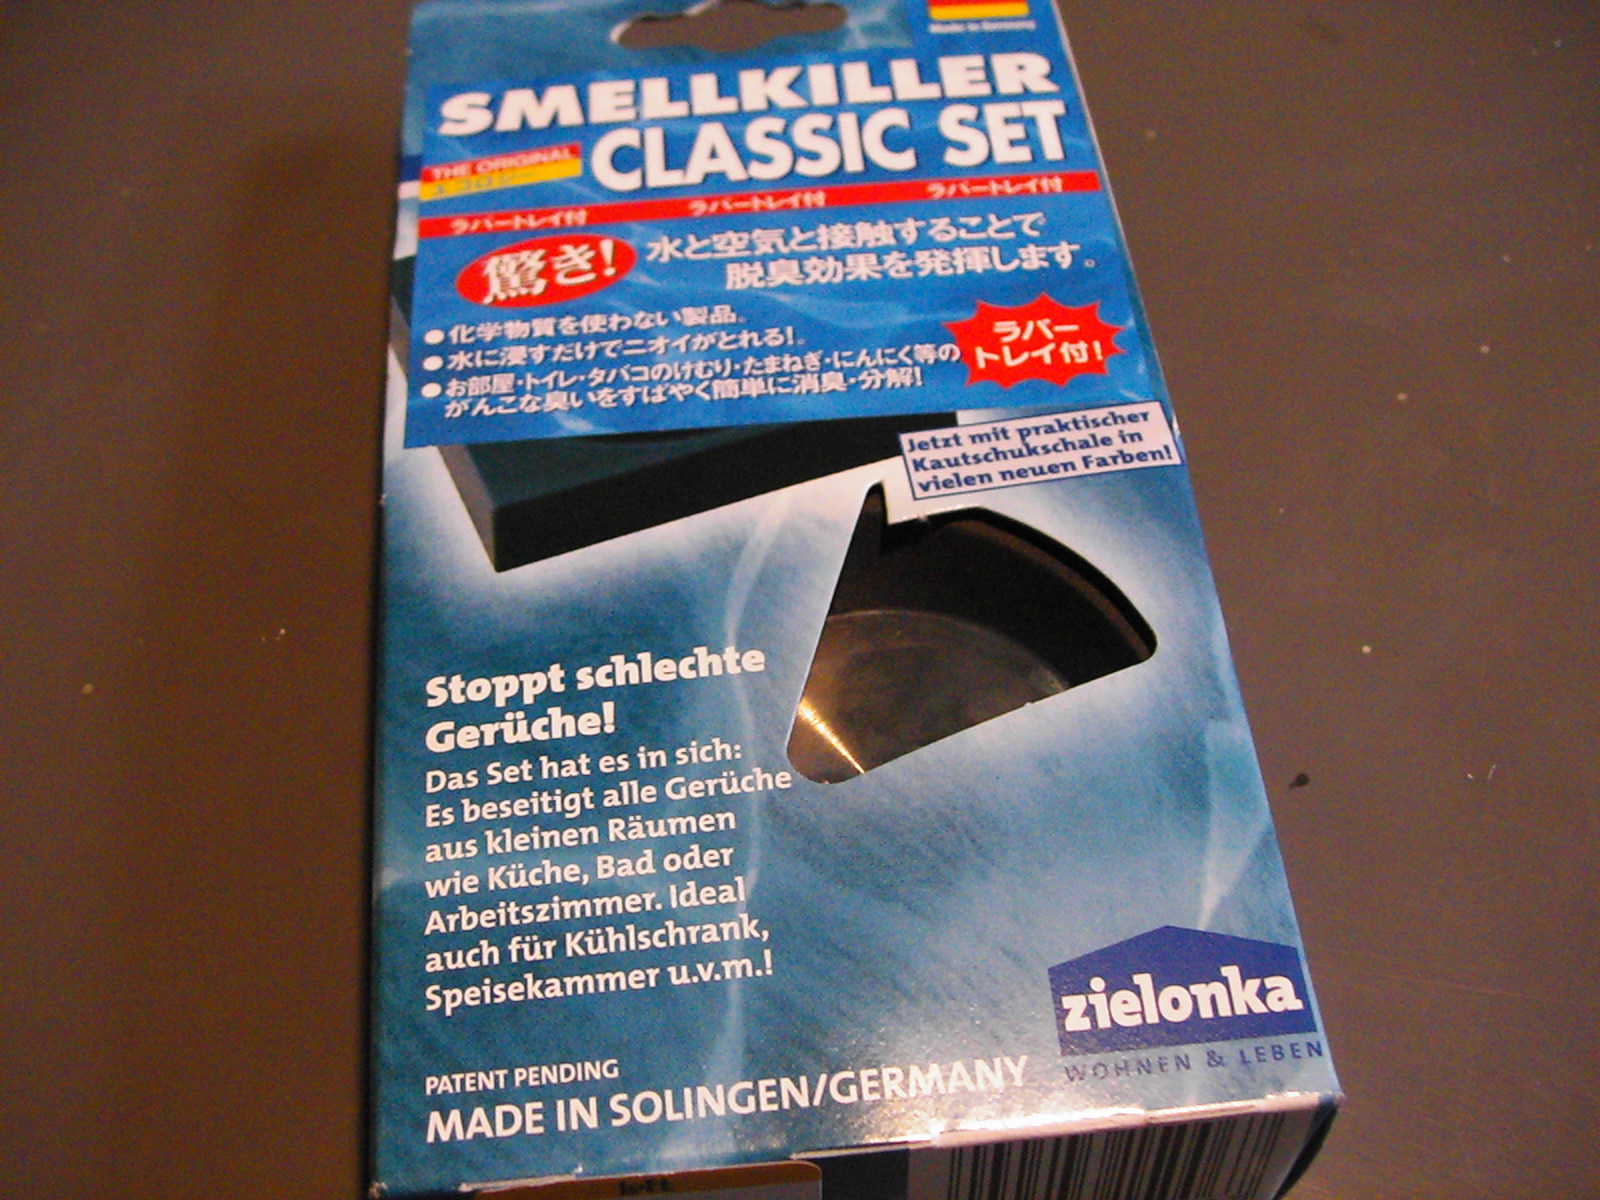 Made in Germany
SMELLKILLER
CLASSIC SET
THE ORIGINAL
エコロジー
ラバートレイ付 ラバートレイ付 ラバートレイ付
驚き! 水と空気と接触することで
脱臭効果を発揮します。
●化学物質を使わない製品。
●水に浸すだけでニオイがとれる!。
●お部屋・トイレ・タバコのけむり・たまねぎ・にんにく等の
がんこな臭いをすばやく簡単に消臭・分解!
ラバー
トレイ付!
Jetzt mit praktischer
Kautschukschale in
vielen neuen Farben!
Stoppt schlechte
Gerüche!
Das Set hat es in sich:
Es beseitigt alle Gerüche
aus kleinen Räumen
wie Küche, Bad oder
Arbeitszimmer. Ideal
auch für Kühlschrank,
Speisekammer u.v.m.!
zielonka
WOHNEN & LEBEN
PATENT PENDING
MADE IN SOLINGEN/GERMANY